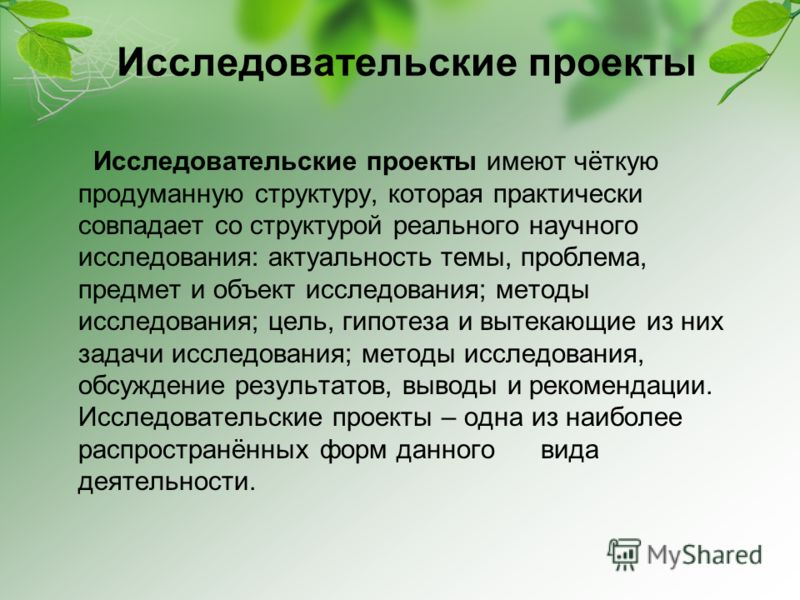 Исследовательские проекты
Исследовательские проекты имеют чёткую
продуманную структуру, которая практически
совпадает со структурой реального научного
исследования: актуальность темы, проблема,
предмет и объект исследования; методы
исследования; цель, гипотеза и вытекающие из них
задачи исследования; методы исследования,
обсуждение результатов, выводы и рекомендации.
Исследовательские проекты – одна из наиболее
распространённых форм данного вида
деятельности.
MyShared